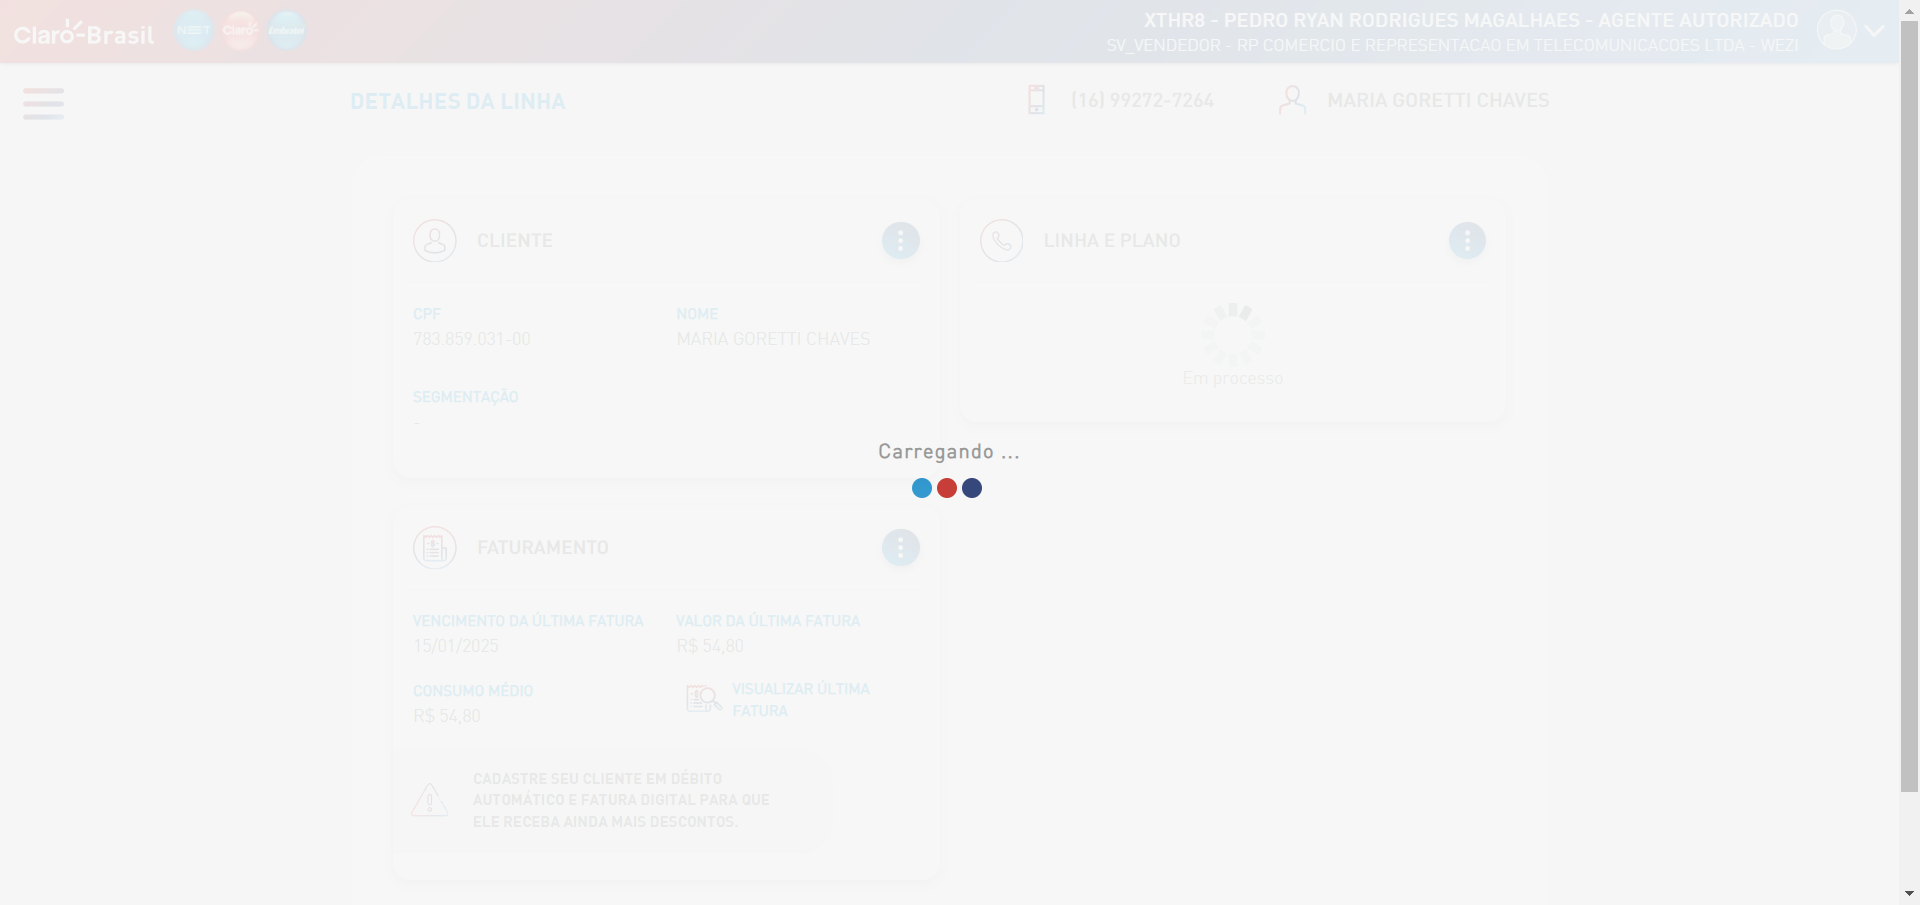 Claro-Brasil
NET
Claro
Embratel
XTHR8 - PEDRO RYAN RODRIGUES MAGALHAES - AGENTE AUTORIZADO
SV_VENDEDOR - RP COMERCIO E REPRESENTACAO EM TELECOMUNICACOES LTDA - WEZI
DETALHES DA LINHA
(16) 99272-7264
MARIA GORETTI CHAVES
CLIENTE
CPF
783.859.031-00
NOME
MARIA GORETTI CHAVES
SEGMENTAÇÃO
-
LINHA E PLANO
Em processo
Carregando ...
FATURAMENTO
VENCIMENTO DA ÚLTIMA FATURA
15/01/2025
VALOR DA ÚLTIMA FATURA
R$ 54,80
CONSUMO MÉDIO
R$ 54,80
VISUALIZAR ÚLTIMA
FATURA
CADASTRE SEU CLIENTE EM DÉBITO
AUTOMÁTICO E FATURA DIGITAL PARA QUE
ELE RECEBA AINDA MAIS DESCONTOS.